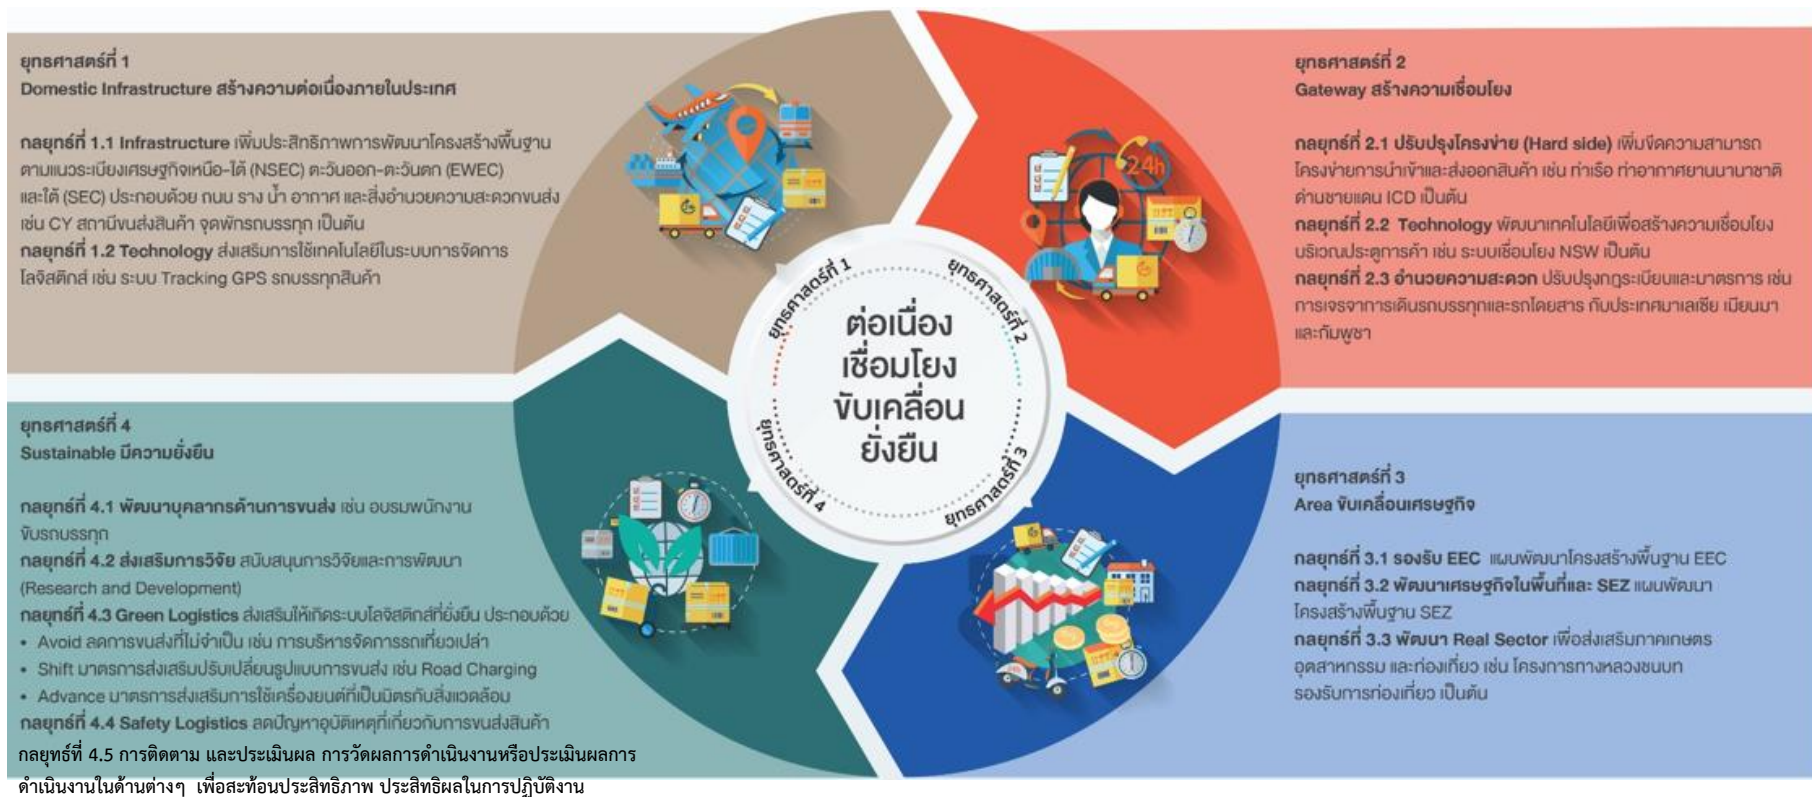 ยุทธศาสตร์ที่ 1
Domestic Infrastructure สร้างความต่อเนื่องภายในประเทศ
กลยุทธ์ที่ 1.1 Infrastructure เพิ่มประสิทธิภาพการพัฒนาโครงสร้างพื้นฐาน
ตามแนวระเบียงเศรษฐกิจเหนือ-ใต้ (NSEC) ตะวันออก-ตะวันตก (EWEC)
และใต้ (SEC) ประกอบด้วย ถนน ราง น้ำ อากาศ และสิ่งอำนวยความสะดวกขนส่ง
เช่น CY สถานีขนส่งสินค้า จุดพักรถบรรทุก เป็นต้น
กลยุทธ์ที่ 1.2 Technology ส่งเสริมการใช้เทคโนโลยีในระบบการจัดการ
โลจิสติกส์ เช่น ระบบ Tracking GPS รถบรรทุกสินค้า
ยุทธศาสตร์ที่ 2
Gateway สร้างความเชื่อมโยง
กลยุทธ์ที่ 2.1 ปรับปรุงโครงข่าย (Hard side) เพิ่มขีดความสามารถ
โครงข่ายการนำเข้าและส่งออกสินค้า เช่น ท่าเรือ ท่าอากาศยานนานาชาติ
ด่านชายแดน ICD เป็นต้น
กลยุทธ์ที่ 2.2 Technology พัฒนาเทคโนโลยีเพื่อสร้างความเชื่อมโยง
บริเวณประตูการค้า เช่น ระบบเชื่อมโยง NSW เป็นต้น
กลยุทธ์ที่ 2.3 อำนวยความสะดวก ปรับปรุงกฎระเบียบและมาตรการ เช่น
การเจรจาการเดินรถบรรทุกและรถโดยสาร กับประเทศมาเลเซีย เมียนมา
และกัมพูชา
24h
ยุทธศาสตร์ที่ 1
ยุทธศาสตร์ที่ 2
ต่อเนื่อง
เชื่อมโยง
ขับเคลื่อน
ยั่งยืน
ยุทธศาสตร์ที่ 4
ยุทธศาสตร์ที่ 3
ยุทธศาสตร์ที่ 4
Sustainable มีความยั่งยืน
กลยุทธ์ที่ 4.1 พัฒนาบุคลากรด้านการขนส่ง เช่น อบรมพนักงาน
ขับรถบรรทุก
กลยุทธ์ที่ 4.2 ส่งเสริมการวิจัย สนับสนุนการวิจัยและการพัฒนา
(Research and Development)
กลยุทธ์ที่ 4.3 Green Logistics ส่งเสริมให้เกิดระบบโลจิสติกส์ที่ยั่งยืน ประกอบด้วย
• Avoid ลดการขนส่งที่ไม่จำเป็น เช่น การบริหารจัดการรถเที่ยวเปล่า
• Shift มาตรการส่งเสริมปรับเปลี่ยนรูปแบบการขนส่ง เช่น Road Charging
• Advance มาตรการส่งเสริมการใช้เครื่องยนต์ที่เป็นมิตรกับสิ่งแวดล้อม
กลยุทธ์ที่ 4.4 Safety Logistics ลดปัญหาอุบัติเหตุที่เกี่ยวกับการขนส่งสินค้า
กลยุทธ์ที่ 4.5 การติดตาม และประเมินผล การวัดผลการดำเนินงานหรือประเมินผลการ
ดำเนินงานในด้านต่างๆ เพื่อสะท้อนประสิทธิภาพ ประสิทธิผลในการปฏิบัติงาน
ยุทธศาสตร์ที่ 3
Area ขับเคลื่อนเศรษฐกิจ
กลยุทธ์ที่ 3.1 รองรับ EEC แผนพัฒนาโครงสร้างพื้นฐาน EEC
กลยุทธ์ที่ 3.2 พัฒนาเศรษฐกิจในพื้นที่และ SEZ แผนพัฒนา
โครงสร้างพื้นฐาน SEZ
กลยุทธ์ที่ 3.3 พัฒนา Real Sector เพื่อส่งเสริมภาคเกษตร
อุตสาหกรรม และท่องเที่ยว เช่น โครงการทางหลวงชนบท
รองรับการท่องเที่ยว เป็นต้น